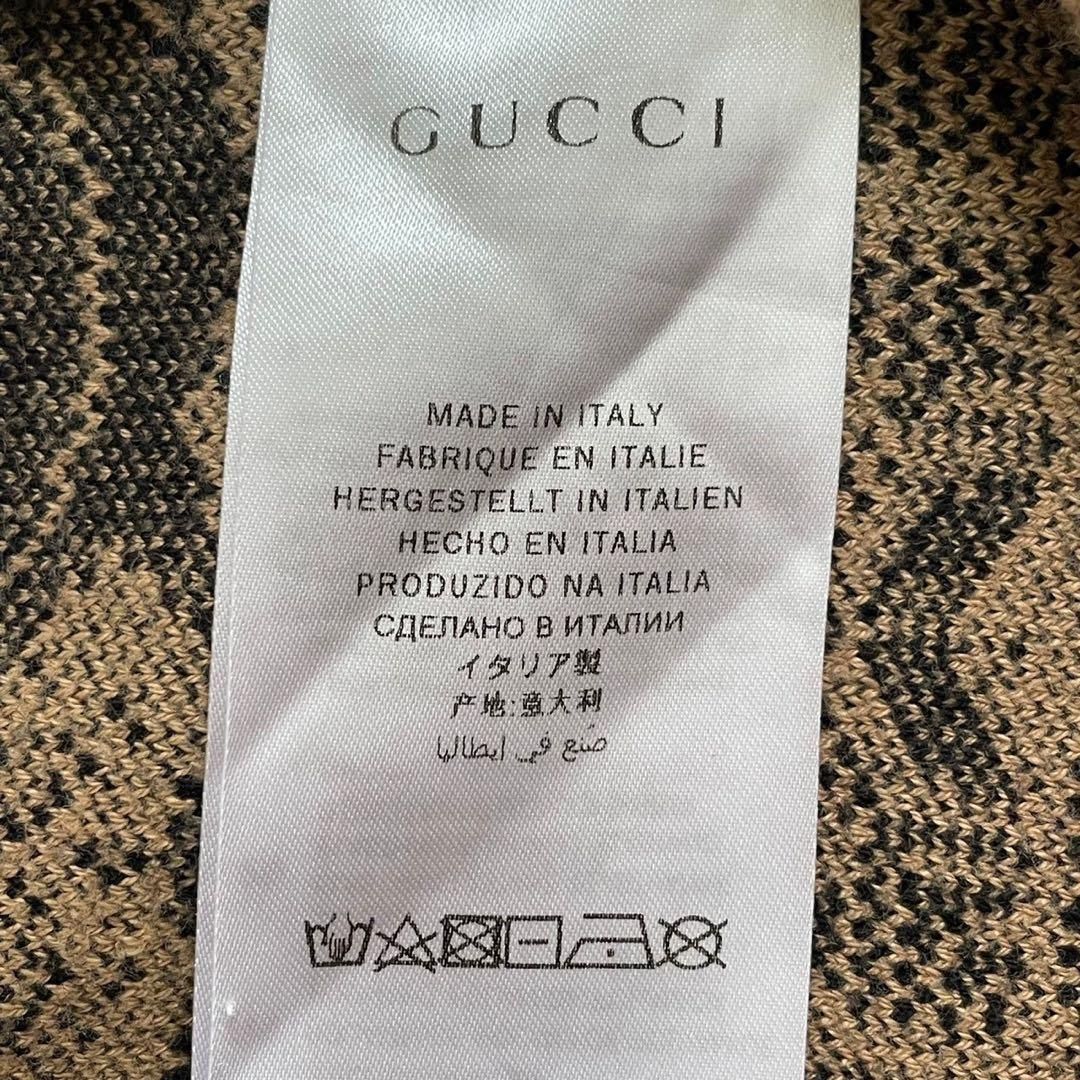 GUCCI
MADE IN ITALY
FABRIQUE EN ITALIE
HERGESTELLT IN ITALIEN
HECHO EN ITALIA
PRODUZIDO NA ITALIA
СДЕЛАНО В ИТАЛИИ
イタリア製
产地:意大利
صُنع في ايطاليا